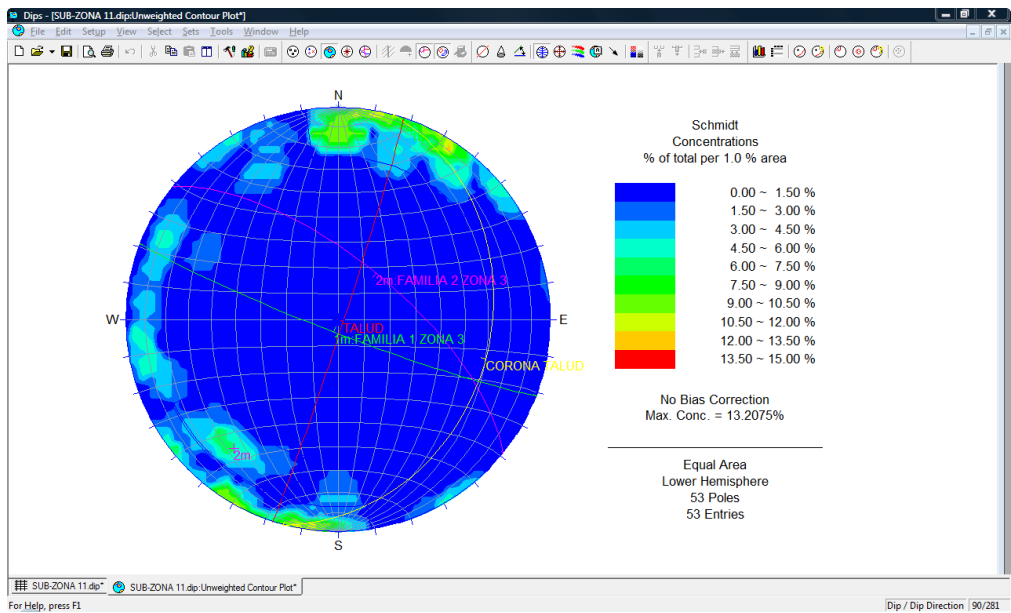 Dips - [SUB-ZONA 11.dip:Unweighted Contour Plot*]
File Edit Setup View Select Sets Tools Window Help
N
W
E
S
2m:FAMILIA 2 ZONA 3
TALUD
1m:FAMILIA 1 ZONA 3
CORONA TALUD
2m
Schmidt
Concentrations
% of total per 1.0 % area
0.00 ~ 1.50 %
1.50 ~ 3.00 %
3.00 ~ 4.50 %
4.50 ~ 6.00 %
6.00 ~ 7.50 %
7.50 ~ 9.00 %
9.00 ~ 10.50 %
10.50 ~ 12.00 %
12.00 ~ 13.50 %
13.50 ~ 15.00 %
No Bias Correction
Max. Conc. = 13.2075%
Equal Area
Lower Hemisphere
53 Poles
53 Entries
SUB-ZONA 11.dip* SUB-ZONA 11.dip:Unweighted Contour Plot*
For Help, press F1 Dip / Dip Direction 90/281